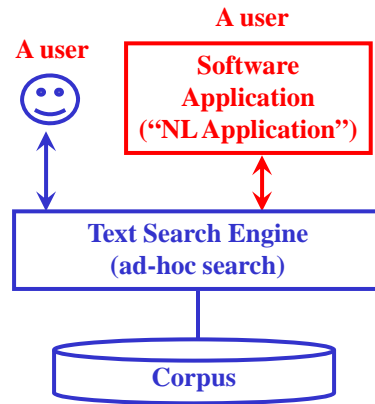 A user
A user
Software
Application
(“NL Application”)
Text Search Engine
(ad-hoc search)
Corpus